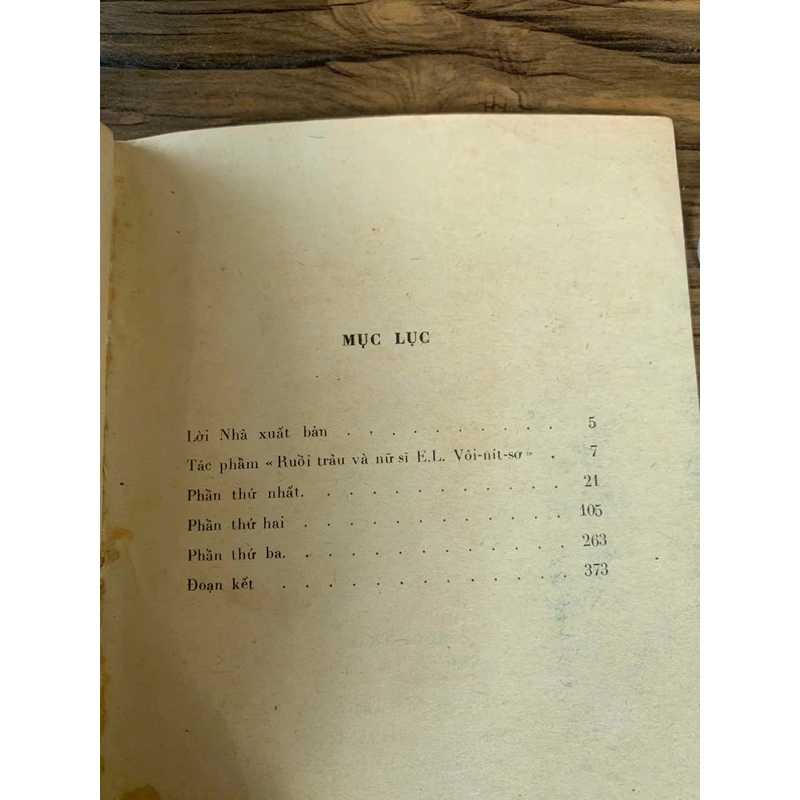 MỤC LỤC
Lời Nhà xuất bản . . . . . . . . . . 5
Tác phẩm « Ruồi trâu và nữ sĩ E.L. Vôi-nít-sơ » . . 7
Phần thứ nhất. . . . . . . . . . . . 21
Phần thứ hai . . . . . . . . . . . . 105
Phần thứ ba. . . . . . . . . . . . . 263
Đoạn kết . . . . . . . . . . . . . 373